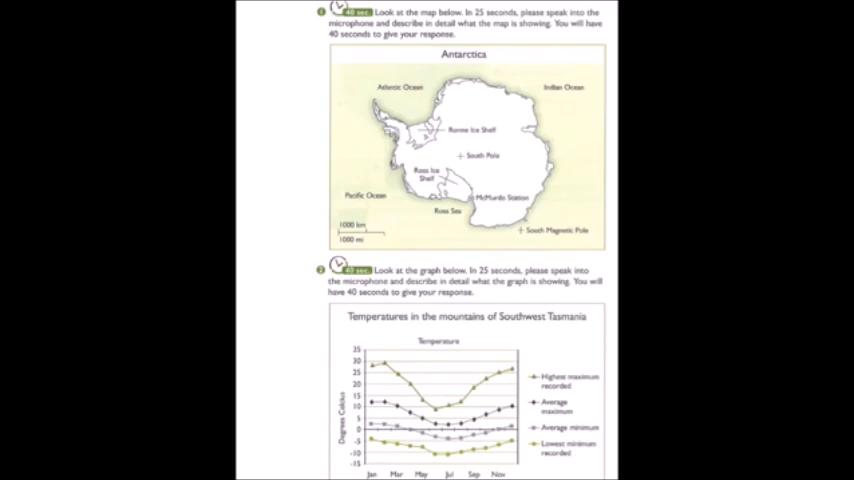 1 40 sec. Look at the map below. In 25 seconds, please speak into the
microphone and describe in detail what the map is showing. You will have
40 seconds to give your response.
Antarctica
Atlantic Ocean
Indian Ocean
Ronne Ice Shelf
South Pole
Ross Ice
Shelf
Pacific Ocean
McMurdo Station
Ross Sea
1000 km
1000 mi
South Magnetic Pole
2 40 sec. Look at the graph below. In 25 seconds, please speak into
the microphone and describe in detail what the graph is showing. You will
have 40 seconds to give your response.
Temperatures in the mountains of Southwest Tasmania
Temperature
Degrees Celcius
35
30
25
20
15
10
5
0
-5
-10
-15
Jan Mar May Jul Sep Nov
Highest maximum
recorded
Average
maximum
Average minimum
Lowest minimum
recorded